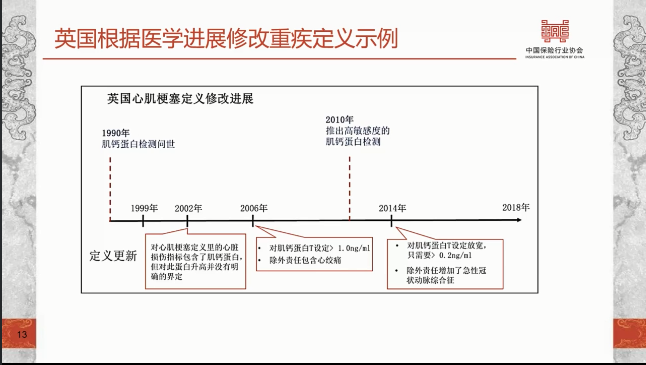 英国根据医学进展修改重疾定义示例
中国保险行业协会
INSURANCE ASSOCIATION OF CHINA
英国心肌梗塞定义修改进展
1990年
肌钙蛋白检测问世
2010年
推出高敏感度的
肌钙蛋白检测
1999年
2002年
2006年
2014年
2018年
定义更新
对心肌梗塞定义里的心脏
损伤指标包含了肌钙蛋白,
但对此蛋白升高并没有明
确的界定
• 对肌钙蛋白T设定> 1.0ng/ml
• 除外责任包含心绞痛
• 对肌钙蛋白T设定放宽,
只需要> 0.2ng/ml
• 除外责任增加了急性冠
状动脉综合征
13